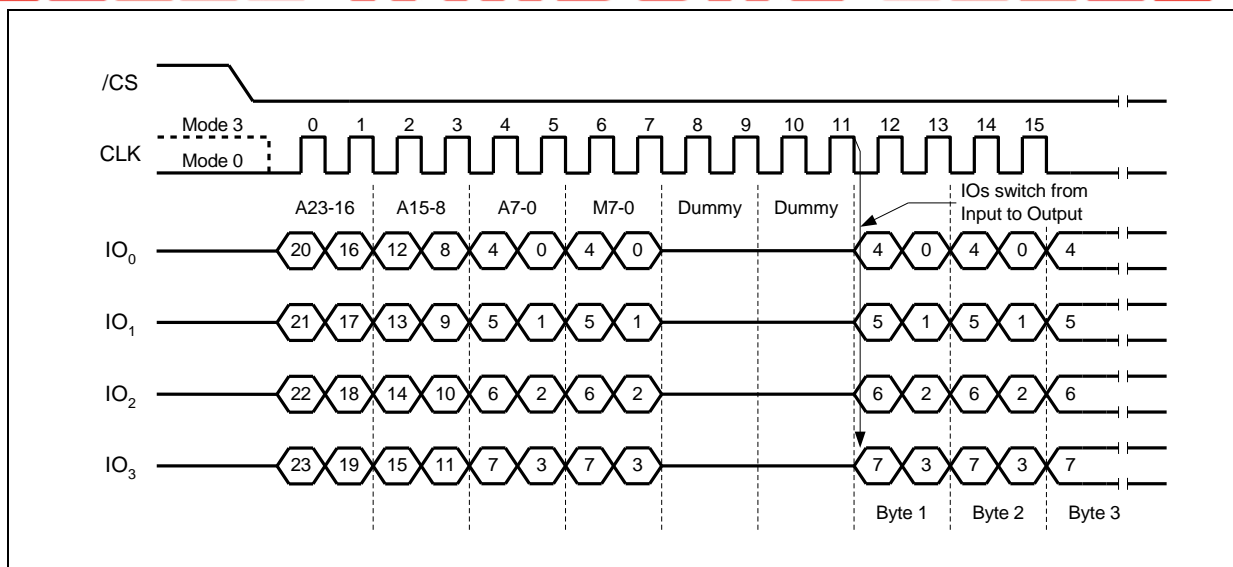 /CS
Mode 3
CLK
Mode 0
0 1 2 3 4 5 6 7 8 9 10 11 12 13 14 15
A23-16 A15-8 A7-0 M7-0 Dummy Dummy
IOs switch from
Input to Output
IO0 20 16 12 8 4 0 4 0 4 0 4 0 4
IO1 21 17 13 9 5 1 5 1 5 1 5 1 5
IO2 22 18 14 10 6 2 6 2 6 2 6 2 6
IO3 23 19 15 11 7 3 7 3 7 3 7 3 7
Byte 1 Byte 2 Byte 3